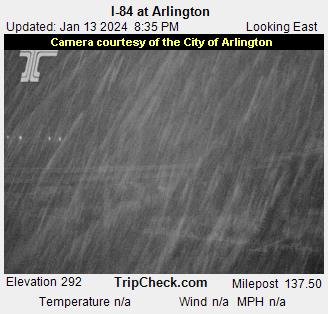 I-84 at Arlington
Updated: Jan 13 2024 8:35 PM Looking East
Camera courtesy of the City of Arlington
Elevation 292 TripCheck.com Milepost 137.50
Temperature n/a Wind n/a MPH n/a